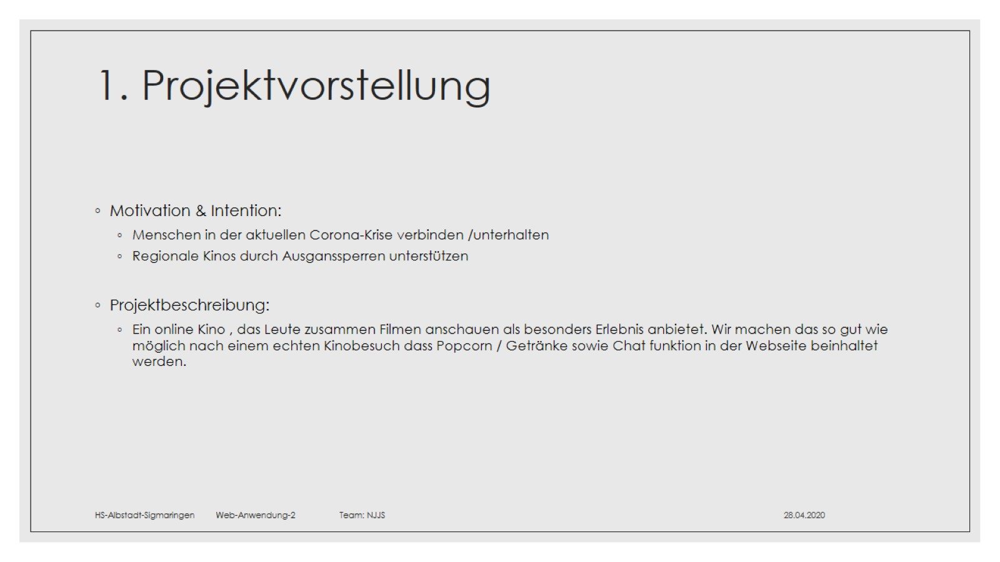 1. Projektvorstellung
◦ Motivation & Intention:
◦ Menschen in der aktuellen Corona-Krise verbinden /unterhalten
◦ Regionale Kinos durch Ausganssperren unterstützen
◦ Projektbeschreibung:
◦ Ein online Kino , das Leute zusammen Filmen anschauen als besonders Erlebnis anbietet. Wir machen das so gut wie
möglich nach einem echten Kinobesuch dass Popcorn / Getränke sowie Chat funktion in der Webseite beinhaltet
werden.
HS-Albstadt-Sigmaringen Web-Anwendung-2 Team: NJJS 28.04.2020